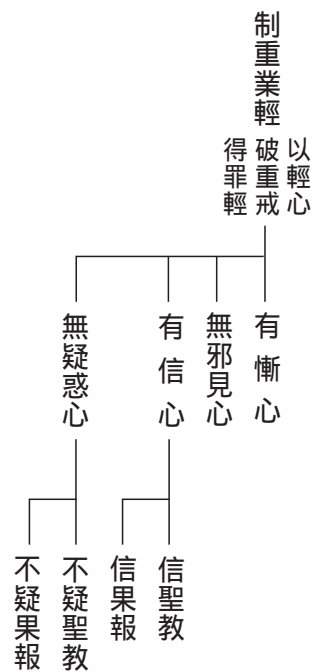 制重業輕
以輕心
破重戒
得罪輕
有慚心
無邪見心
有信心
無疑惑心
信聖教
信果報
不疑聖教
不疑果報